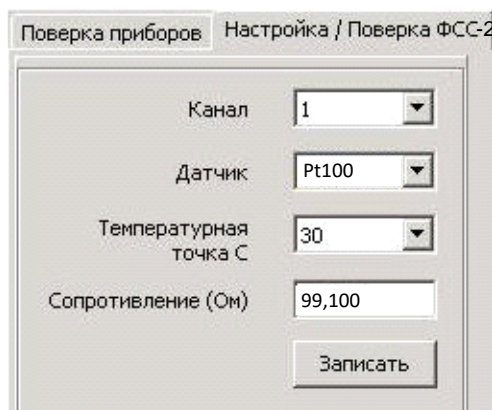 Поверка приборов Настройка / Поверка ФСС-2
Канал 1
Датчик Pt100
Температурная
точка С 30
Сопротивление (Ом) 99,100
Записать